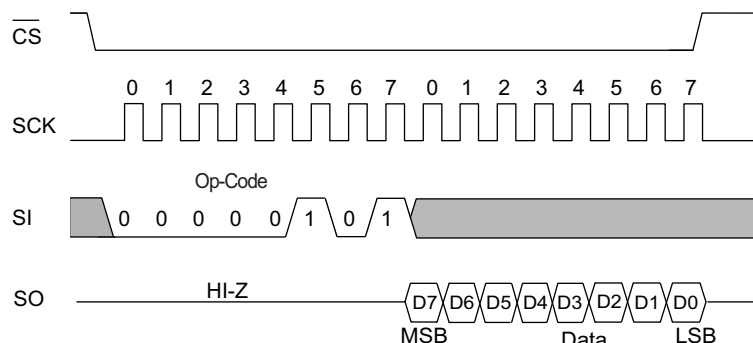 CS
0 1 2 3 4 5 6 7 0 1 2 3 4 5 6 7
SCK
Op-Code
SI 0 0 0 0 0 1 0 1
HI-Z
SO D7 D6 D5 D4 D3 D2 D1 D0
MSB Data LSB